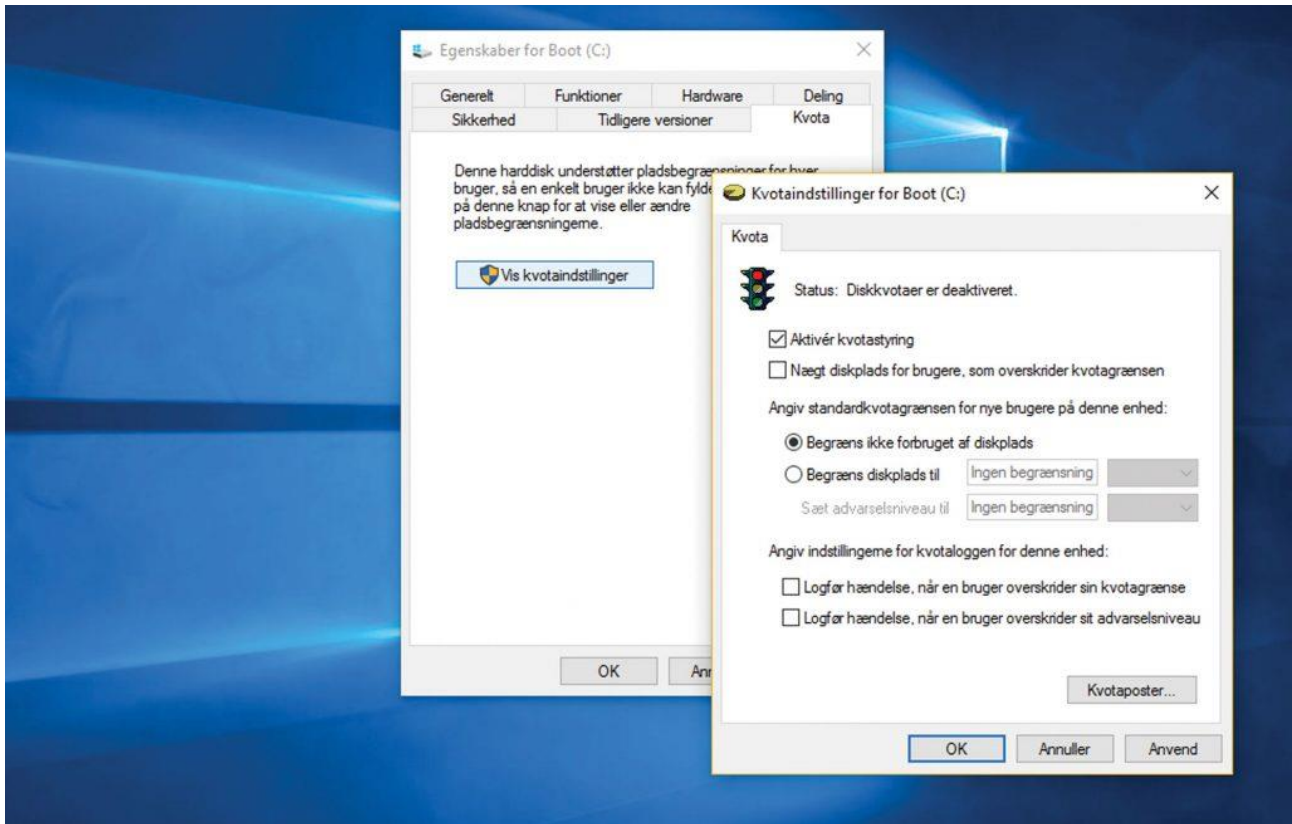 Egenskaber for Boot (C:)
Generelt Funktioner Hardware Deling
Sikkerhed Tidligere versioner Kvota
Denne harddisk understøtter pladsbegrænsninger for hver
bruger, så en enkelt bruger ikke kan fylde
på denne knap for at vise eller ændre
pladsbegrænsningerne.
Vis kvotaindstillinger
OK
Kvotaindstillinger for Boot (C:)
Kvota
Status: Diskkvotaer er deaktiveret.
Aktivér kvotastyring
Nægt diskplads for brugere, som overskrider kvotagrænsen
Angiv standardkvotagrænsen for nye brugere på denne enhed:
Begræns ikke forbruget af diskplads
Begræns diskplads til Ingen begrænsning
Sæt advarselsniveau til Ingen begrænsning
Angiv indstillingerne for kvotaloggen for denne enhed:
Logfør hændelse, når en bruger overskrider sin kvotagrænse
Logfør hændelse, når en bruger overskrider sit advarselsniveau
Kvotaposter...
OK Annuller Anvend